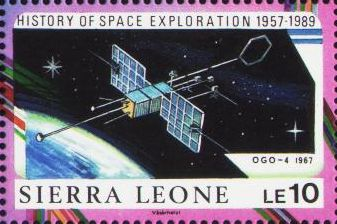 HISTORY OF SPACE EXPLORATION 1957-1989
OGO-4 1967
SIERRA LEONE LE10